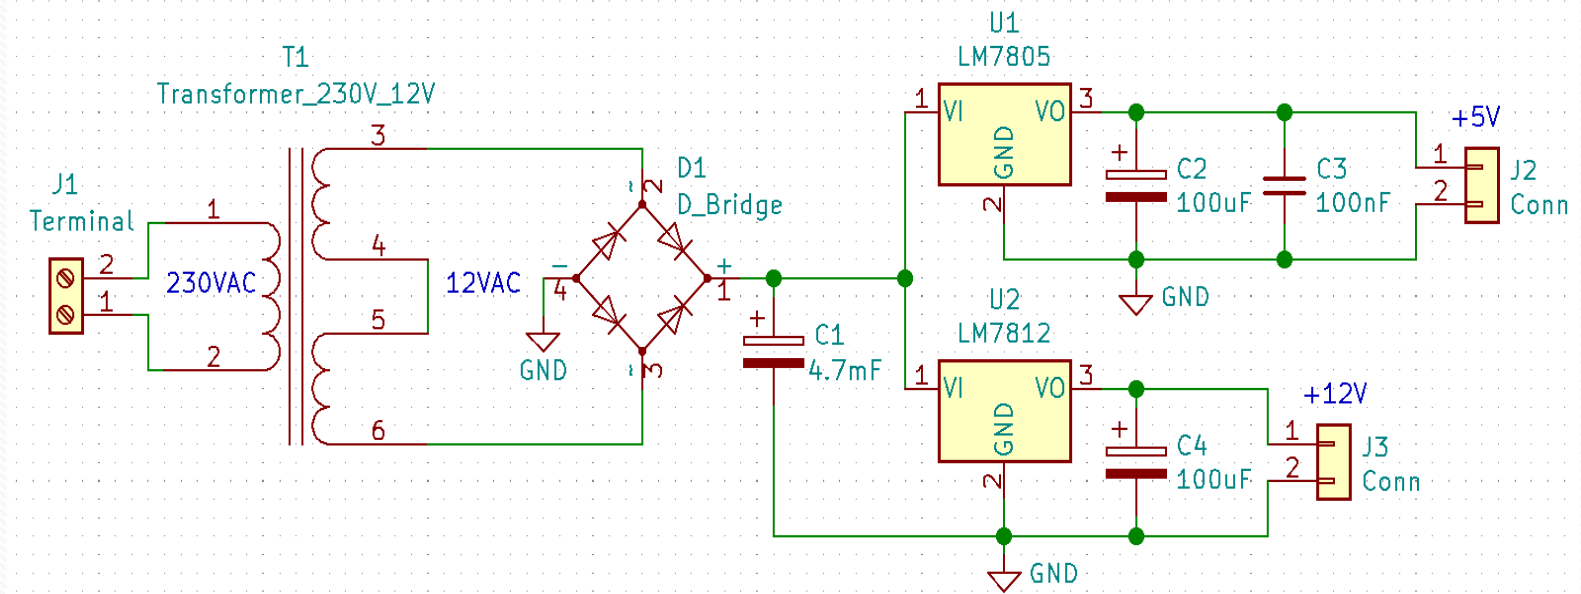 T1
Transformer_230V_12V
J1
Terminal
2
1
230VAC
1
2
3
4
5
6
12VAC
D1
D_Bridge
~
2
−
4
+
1
~
3
GND
+
C1
4.7mF
U1
LM7805
1
VI
VO
3
GND
2
+
C2
100uF
C3
100nF
GND
+5V
1
2
J2
Conn
U2
LM7812
1
VI
VO
3
GND
2
+
C4
100uF
GND
+12V
1
2
J3
Conn